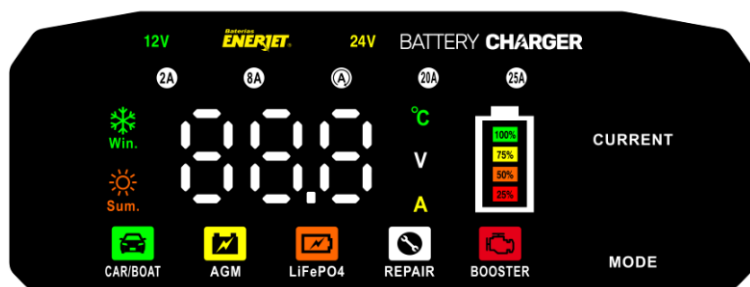 12V Baterias ENERJET 24V BATTERY CHARGER
2A 8A A 20A 25A
Win. 88.8 °C 100%
75%
CURRENT
V 50%
Sum. A 25%
CAR/BOAT AGM LiFePO4 REPAIR BOOSTER
MODE